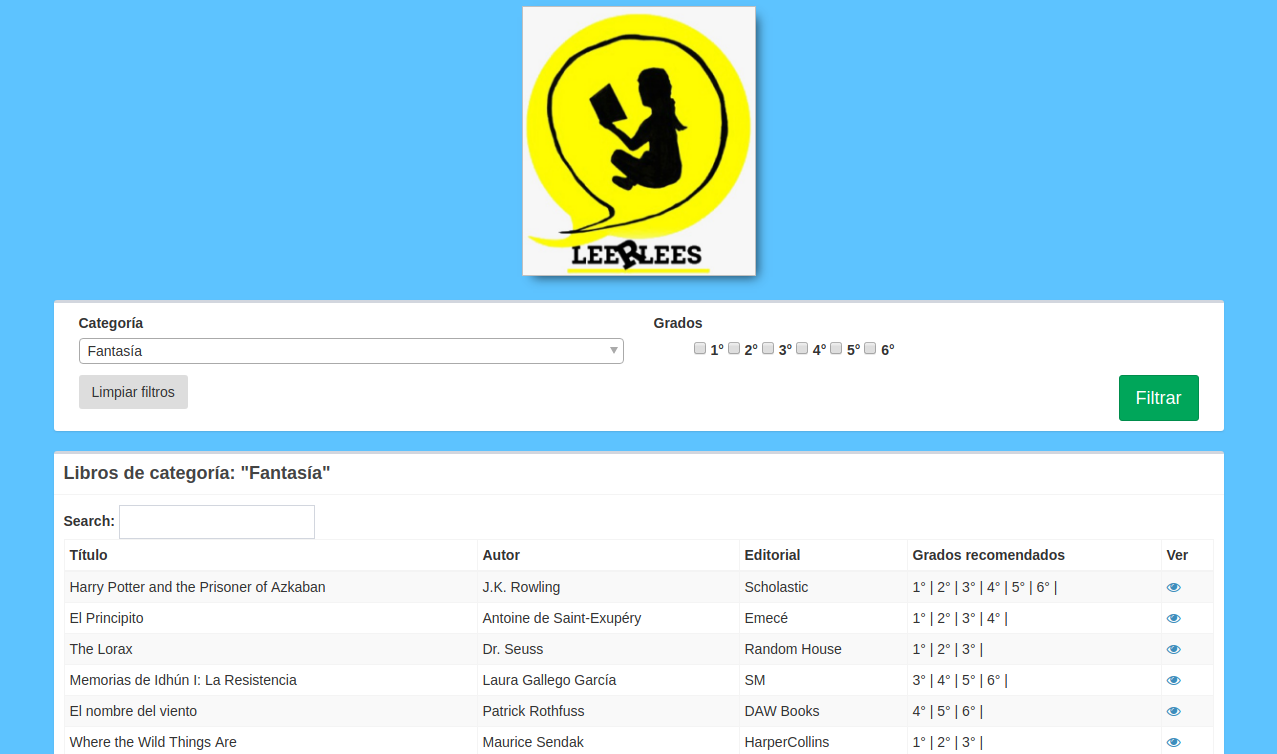 LEERLEES
Categoría
Grados
Fantasía
1° 2° 3° 4° 5° 6°
Limpiar filtros
Filtrar
Libros de categoría: "Fantasía"
Search:
Título Autor Editorial Grados recomendados Ver
Harry Potter and the Prisoner of Azkaban J.K. Rowling Scholastic 1° | 2° | 3° | 4° | 5° | 6° |
El Principito Antoine de Saint-Exupéry Emecé 1° | 2° | 3° | 4° |
The Lorax Dr. Seuss Random House 1° | 2° | 3° |
Memorias de Idhún I: La Resistencia Laura Gallego García SM 3° | 4° | 5° | 6° |
El nombre del viento Patrick Rothfuss DAW Books 4° | 5° | 6° |
Where the Wild Things Are Maurice Sendak HarperCollins 1° | 2° | 3° |